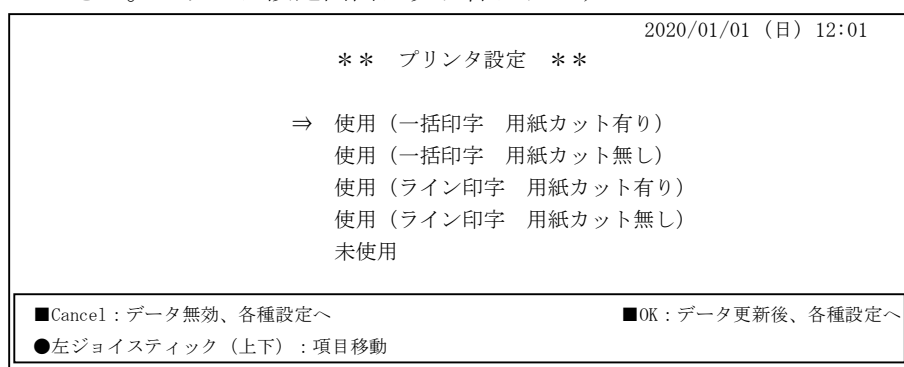 2020/01/01 (日) 12:01
＊＊ プリンタ設定 ＊＊
⇒ 使用（一括印字 用紙カット有り）
使用（一括印字 用紙カット無し）
使用（ライン印字 用紙カット有り）
使用（ライン印字 用紙カット無し）
未使用
■Cancel：データ無効、各種設定へ ■OK：データ更新後、各種設定へ
●左ジョイスティック（上下）：項目移動